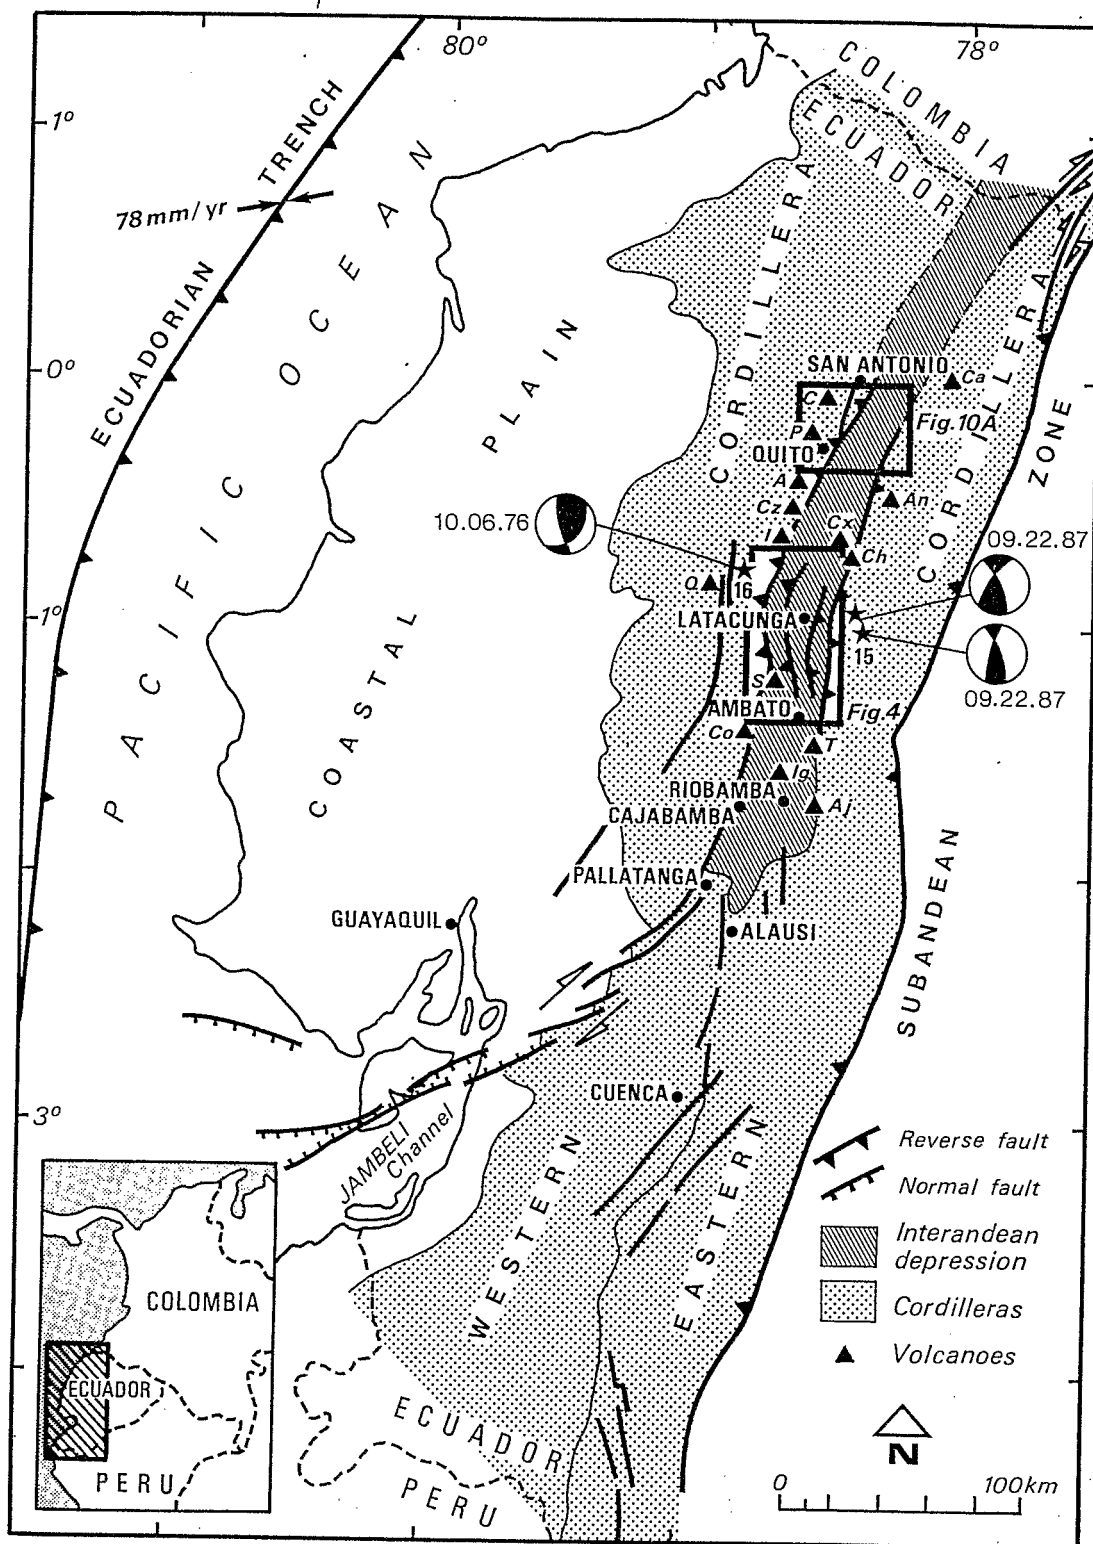 80°
78°
COLOMBIA
ECUADOR
1°
ECUADORIAN TRENCH
78mm/yr
PACIFIC OCEAN
COASTAL PLAIN
CORDILLERA
CORDILLERA
0°
SAN ANTONIO
Ca
C
Fig.10A
P
QUITO
A
An
Cz
I
Cx
Ch
ZONE
10.06.76
09.22.87
Q
16
LATACUNGA
1°
15
09.22.87
S
AMBATO
Fig.4
Co
T
Ig
RIOBAMBA
CAJABAMBA
Aj
PALLATANGA
GUAYAQUIL
ALAUSI
SUBANDEAN
CUENCA
3°
JAMBELI
Channel
WESTERN
EASTERN
Reverse fault
Normal fault
Interandean
depression
Cordilleras
Volcanoes
N
0 100km
COLOMBIA
ECUADOR
PERU
ECUADOR
PERU